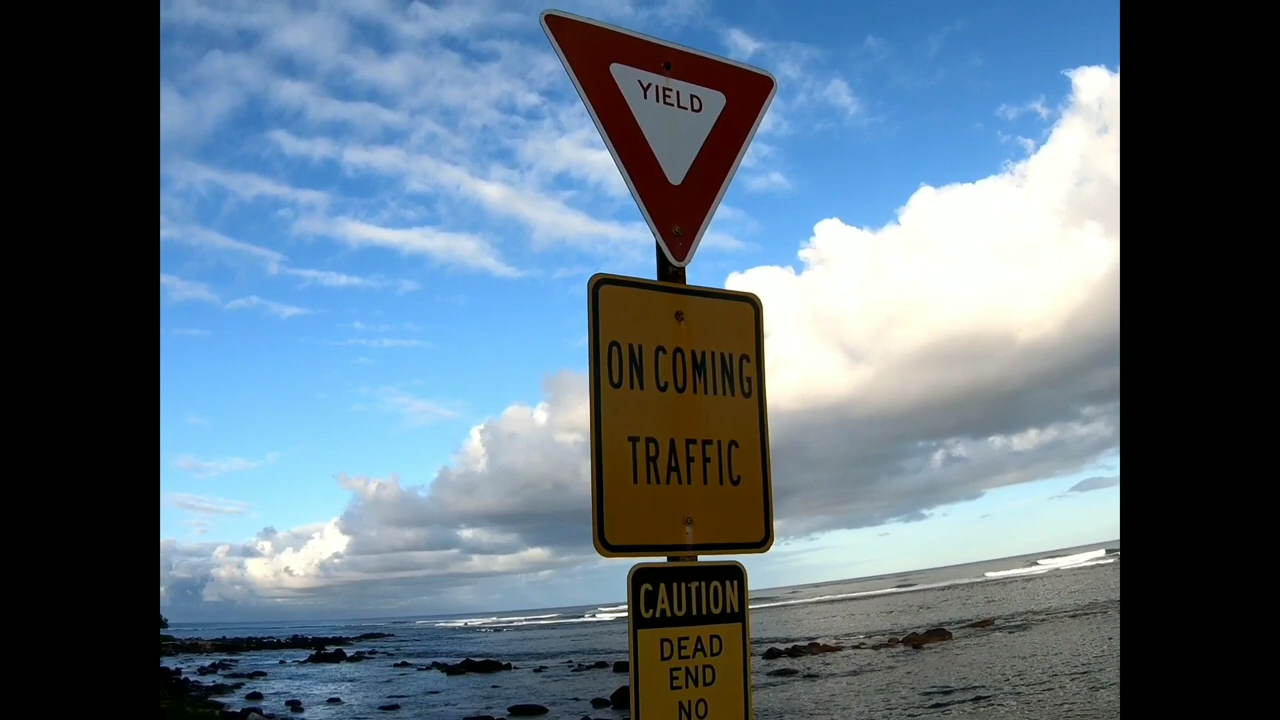 YIELD
ON COMING
TRAFFIC
CAUTION
DEAD
END
NO